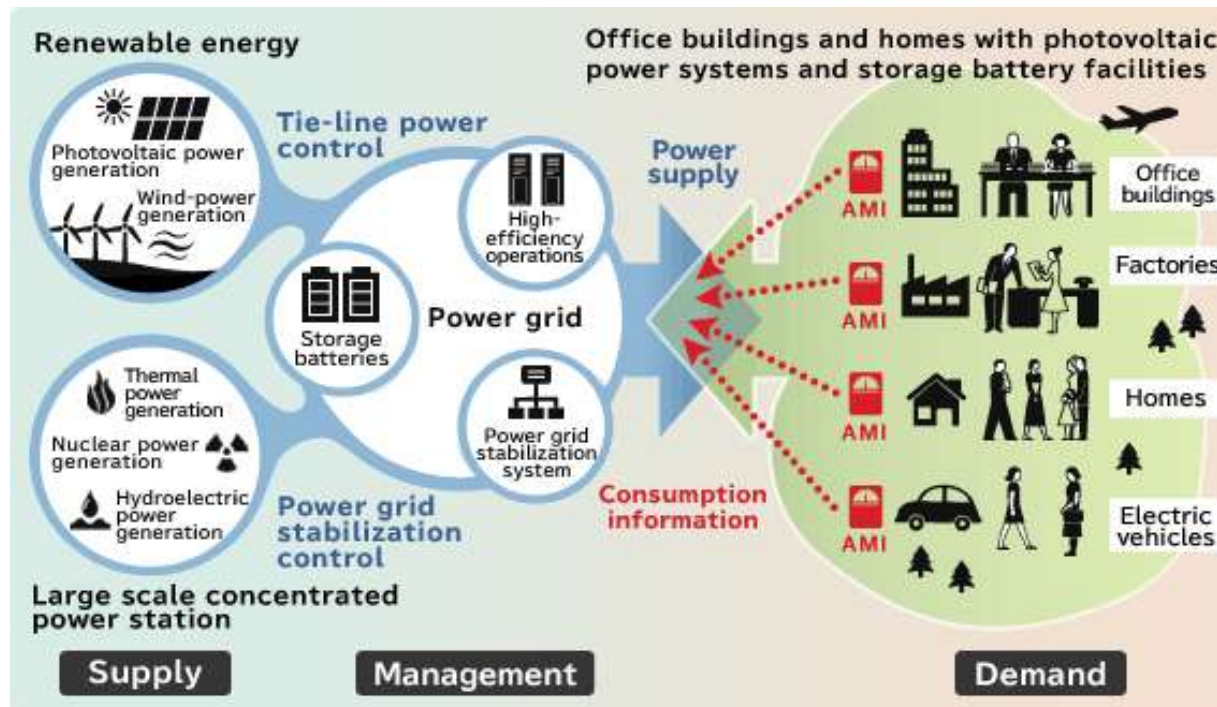 Renewable energy
Photovoltaic power
generation
Wind-power
generation
Tie-line power
control
High-
efficiency
operations
Storage
batteries
Power grid
Power grid
stabilization
system
Thermal
power
generation
Nuclear power
generation
Hydroelectric
power
generation
Power grid
stabilization
control
Large scale concentrated
power station
Office buildings and homes with photovoltaic
power systems and storage battery facilities
Power
supply
Consumption
information
AMI
Office
buildings
AMI
Factories
AMI
Homes
AMI
Electric
vehicles
Supply
Management
Demand